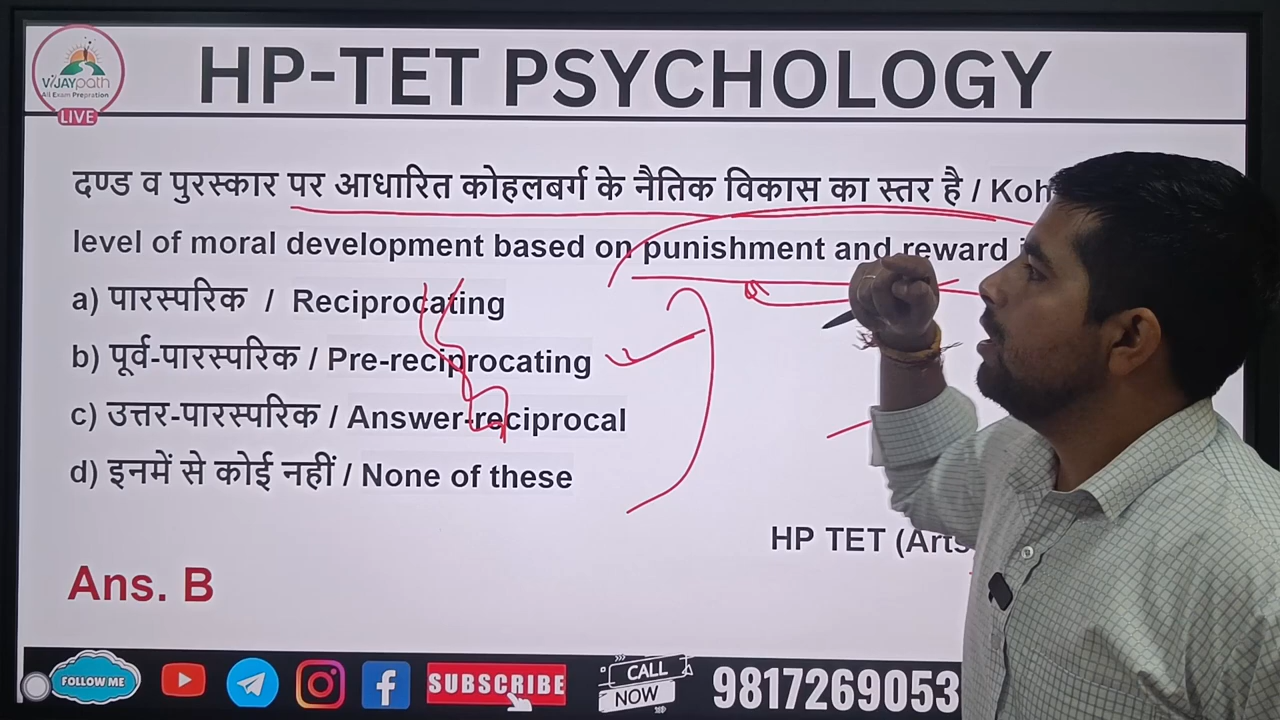 VIJAYpath
All Exam Prepration
LIVE
HP-TET PSYCHOLOGY
दण्ड व पुरस्कार पर आधारित कोहलबर्ग के नैतिक विकास का स्तर है / Koh
level of moral development based on punishment and reward
a) पारस्परिक / Reciprocating
b) पूर्व-पारस्परिक / Pre-reciprocating
c) उत्तर-पारस्परिक / Answer-reciprocal
d) इनमें से कोई नहीं / None of these
HP TET (Arts
Ans. B
FOLLOW ME
SUBSCRIBE
CALL
NOW
9817269053